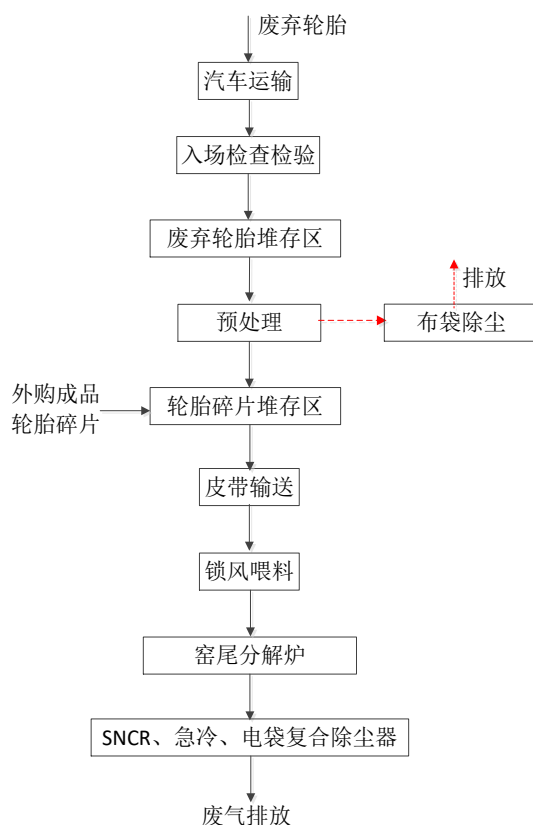 废弃轮胎
汽车运输
入场检查检验
废弃轮胎堆存区
排放
预处理
布袋除尘
外购成品
轮胎碎片
轮胎碎片堆存区
皮带输送
锁风喂料
窑尾分解炉
SNCR、急冷、电袋复合除尘器
废气排放